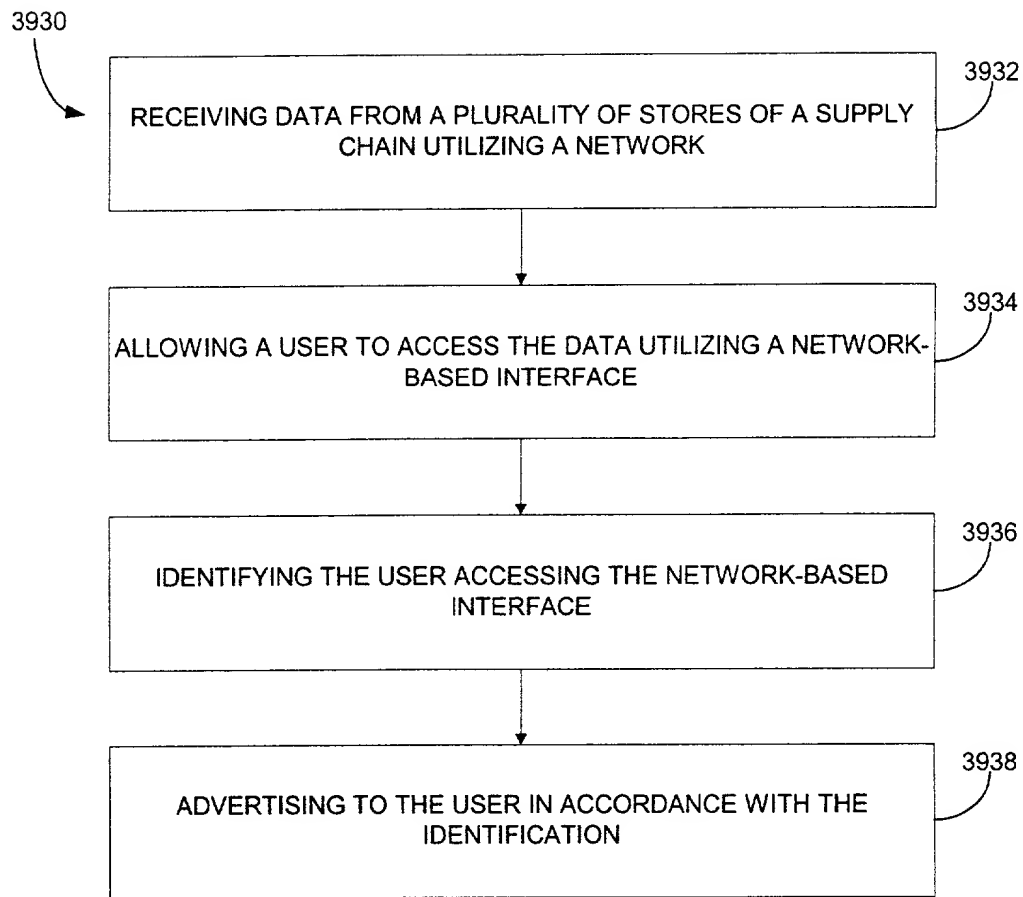 3930
3932
RECEIVING DATA FROM A PLURALITY OF STORES OF A SUPPLY
CHAIN UTILIZING A NETWORK
3934
ALLOWING A USER TO ACCESS THE DATA UTILIZING A NETWORK-
BASED INTERFACE
3936
IDENTIFYING THE USER ACCESSING THE NETWORK-BASED
INTERFACE
3938
ADVERTISING TO THE USER IN ACCORDANCE WITH THE
IDENTIFICATION